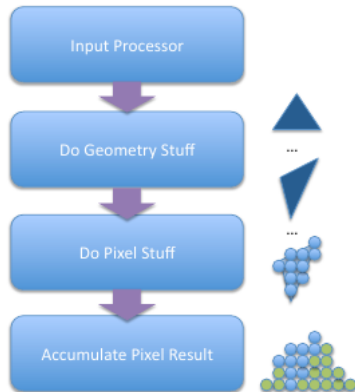 Input Processor
...
Do Geometry Stuff
...
Do Pixel Stuff
Accumulate Pixel Result